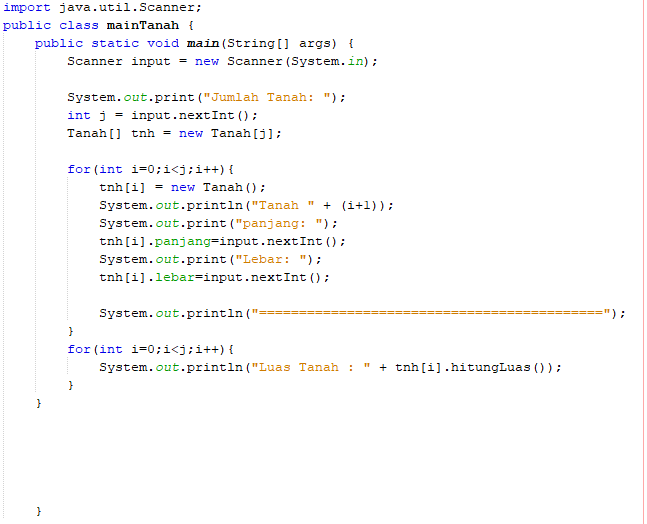 import java.util.Scanner;
public class mainTanah {
    public static void main(String[] args) {
        Scanner input = new Scanner(System.in);

        System.out.print("Jumlah Tanah: ");
        int j = input.nextInt();
        Tanah[] tnh = new Tanah[j];

        for(int i=0;i<j;i++){
            tnh[i] = new Tanah();
            System.out.println("Tanah " + (i+1));
            System.out.print("panjang: ");
            tnh[i].panjang=input.nextInt();
            System.out.print("Lebar: ");
            tnh[i].lebar=input.nextInt();

            System.out.println("===========================================");
        }
        for(int i=0;i<j;i++){
            System.out.println("Luas Tanah : " + tnh[i].hitungLuas());
        }
    }

    }